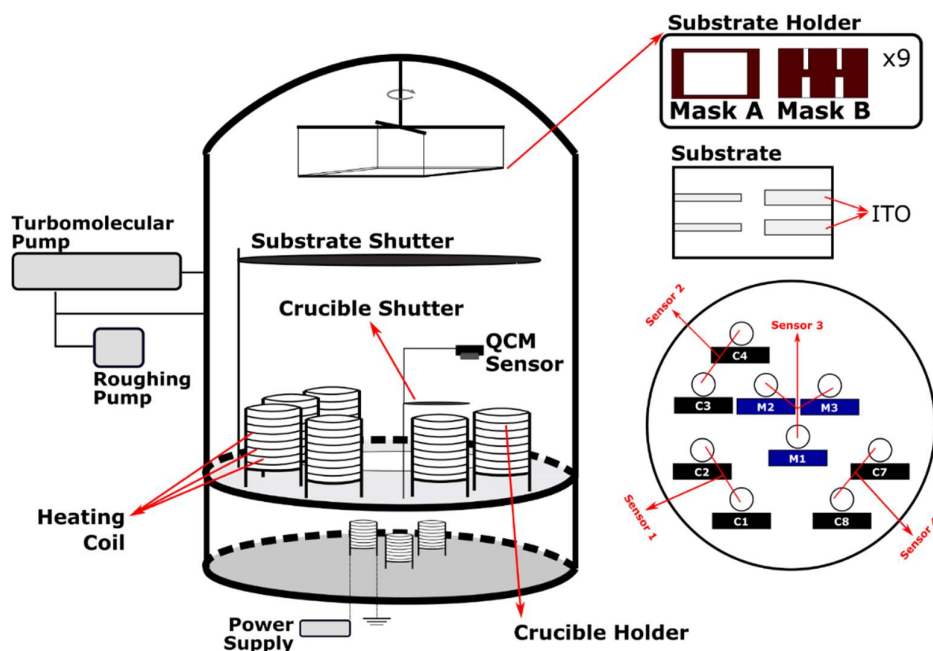 Substrate Holder
x9
Mask A
Mask B
Substrate
ITO
Turbomolecular
Pump
Substrate Shutter
Crucible Shutter
QCM
Sensor
Roughing
Pump
Heating
Coil
Power
Supply
Crucible Holder
Sensor 2
Sensor 3
C4
C3
M2
M3
M1
C2
C7
C1
C8
Sensor 1